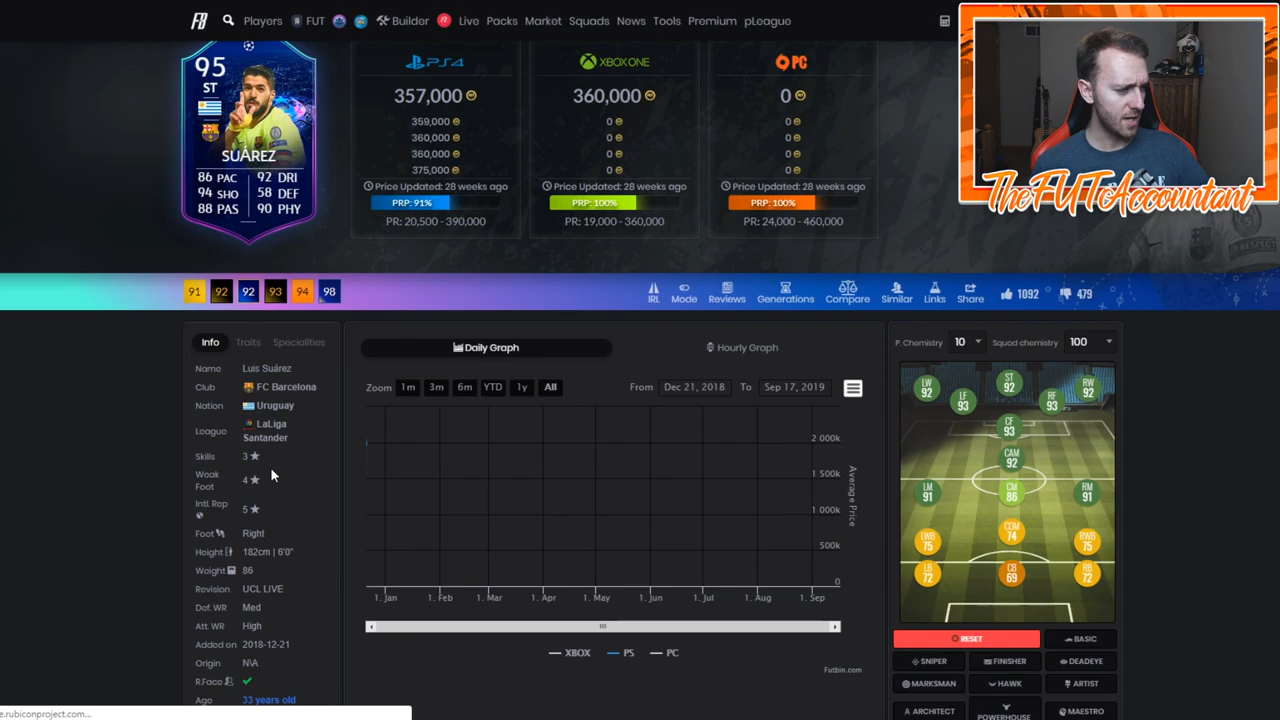 FB Players FUT Builder Live Packs Market Squads News Tools Premium pLeague
95
ST
SUÁREZ
86 PAC 92 DRI
94 SHO 58 DEF
88 PAS 90 PHY
PS4
357,000
359,000
360,000
360,000
375,000
Price Updated: 28 weeks ago
PRP: 91%
PR: 20,500 - 390,000
XBOX ONE
360,000
0
0
0
0
Price Updated: 28 weeks ago
PRP: 100%
PR: 19,000 - 360,000
PC
0
0
0
0
0
Price Updated: 28 weeks ago
PRP: 100%
PR: 24,000 - 460,000
TheFUTAccountant
91 92 92 93 94 98
IRL Mode Reviews Generations Compare Similar Links Share 1092 479
Info Traits Specialities
Name Luis Suárez
Club FC Barcelona
Nation Uruguay
League LaLiga
Santander
Skills 3
Weak
Foot 4
Intl. Rep 5
Foot Right
Height 182cm | 6'0"
Weight 86
Revision UCL LIVE
Def. WR Med
Att. WR High
Added on 2018-12-21
Origin N\A
R.Face
Age 33 years old
Daily Graph Hourly Graph
Zoom 1m 3m 6m YTD 1y All From Dec 21, 2018 To Sep 17, 2019
2 000k
1 500k
1 000k
500k
0
Average Price
1. Jan 1. Feb 1. Mar 1. Apr 1. May 1. Jun 1. Jul 1. Aug 1. Sep
XBOX PS PC
Futbin.com
P. Chemistry 10 Squad chemistry 100
LW 92
LF 93
ST 92
RF 93
RW 92
CF 93
CAM 92
LM 91
CM 86
RM 91
LWB 75
CDM 74
RWB 75
LB 72
CB 69
RB 72
RESET BASIC
SNIPER FINISHER DEADEYE
MARKSMAN HAWK ARTIST
ARCHITECT POWERHOUSE MAESTRO
e.rubiconproject.com...